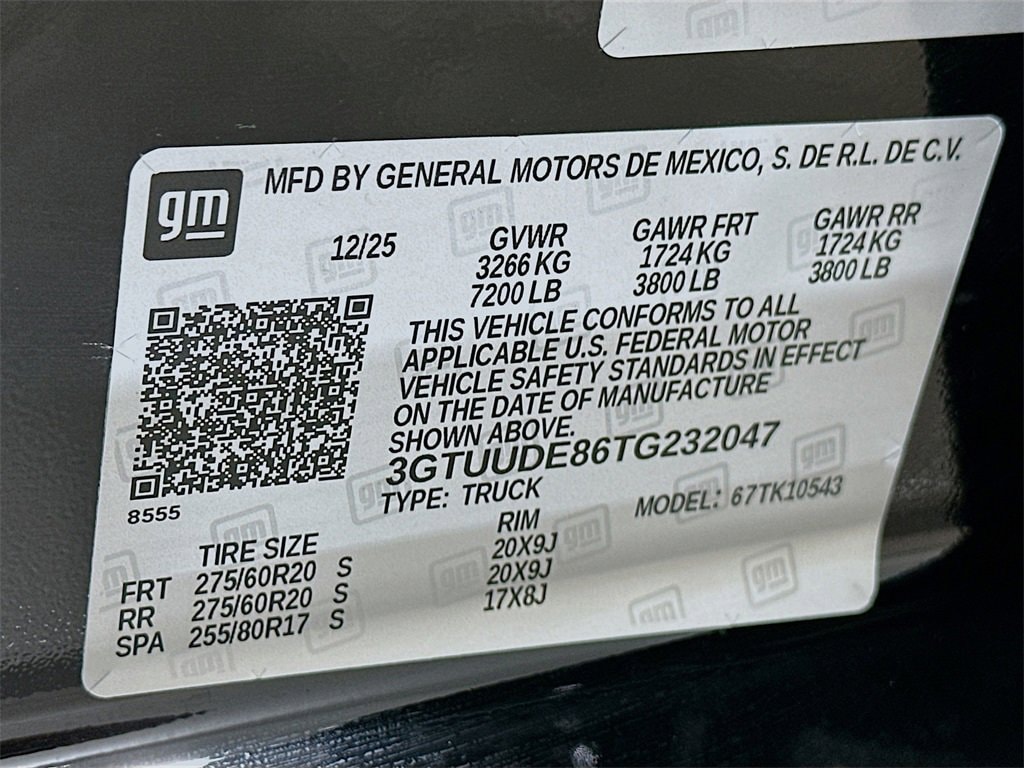 gm
MFD BY GENERAL MOTORS DE MEXICO, S. DE R.L. DE C.V.
12/25
GVWR
3266 KG
7200 LB
GAWR FRT
1724 KG
3800 LB
GAWR RR
1724 KG
3800 LB
THIS VEHICLE CONFORMS TO ALL
APPLICABLE U.S. FEDERAL MOTOR
VEHICLE SAFETY STANDARDS IN EFFECT
ON THE DATE OF MANUFACTURE
SHOWN ABOVE.
3GTUUDE86TG232047
TYPE: TRUCK
MODEL: 67TK10543
8555
TIRE SIZE RIM
FRT 275/60R20 S 20X9J
RR 275/60R20 S 20X9J
SPA 255/80R17 S 17X8J